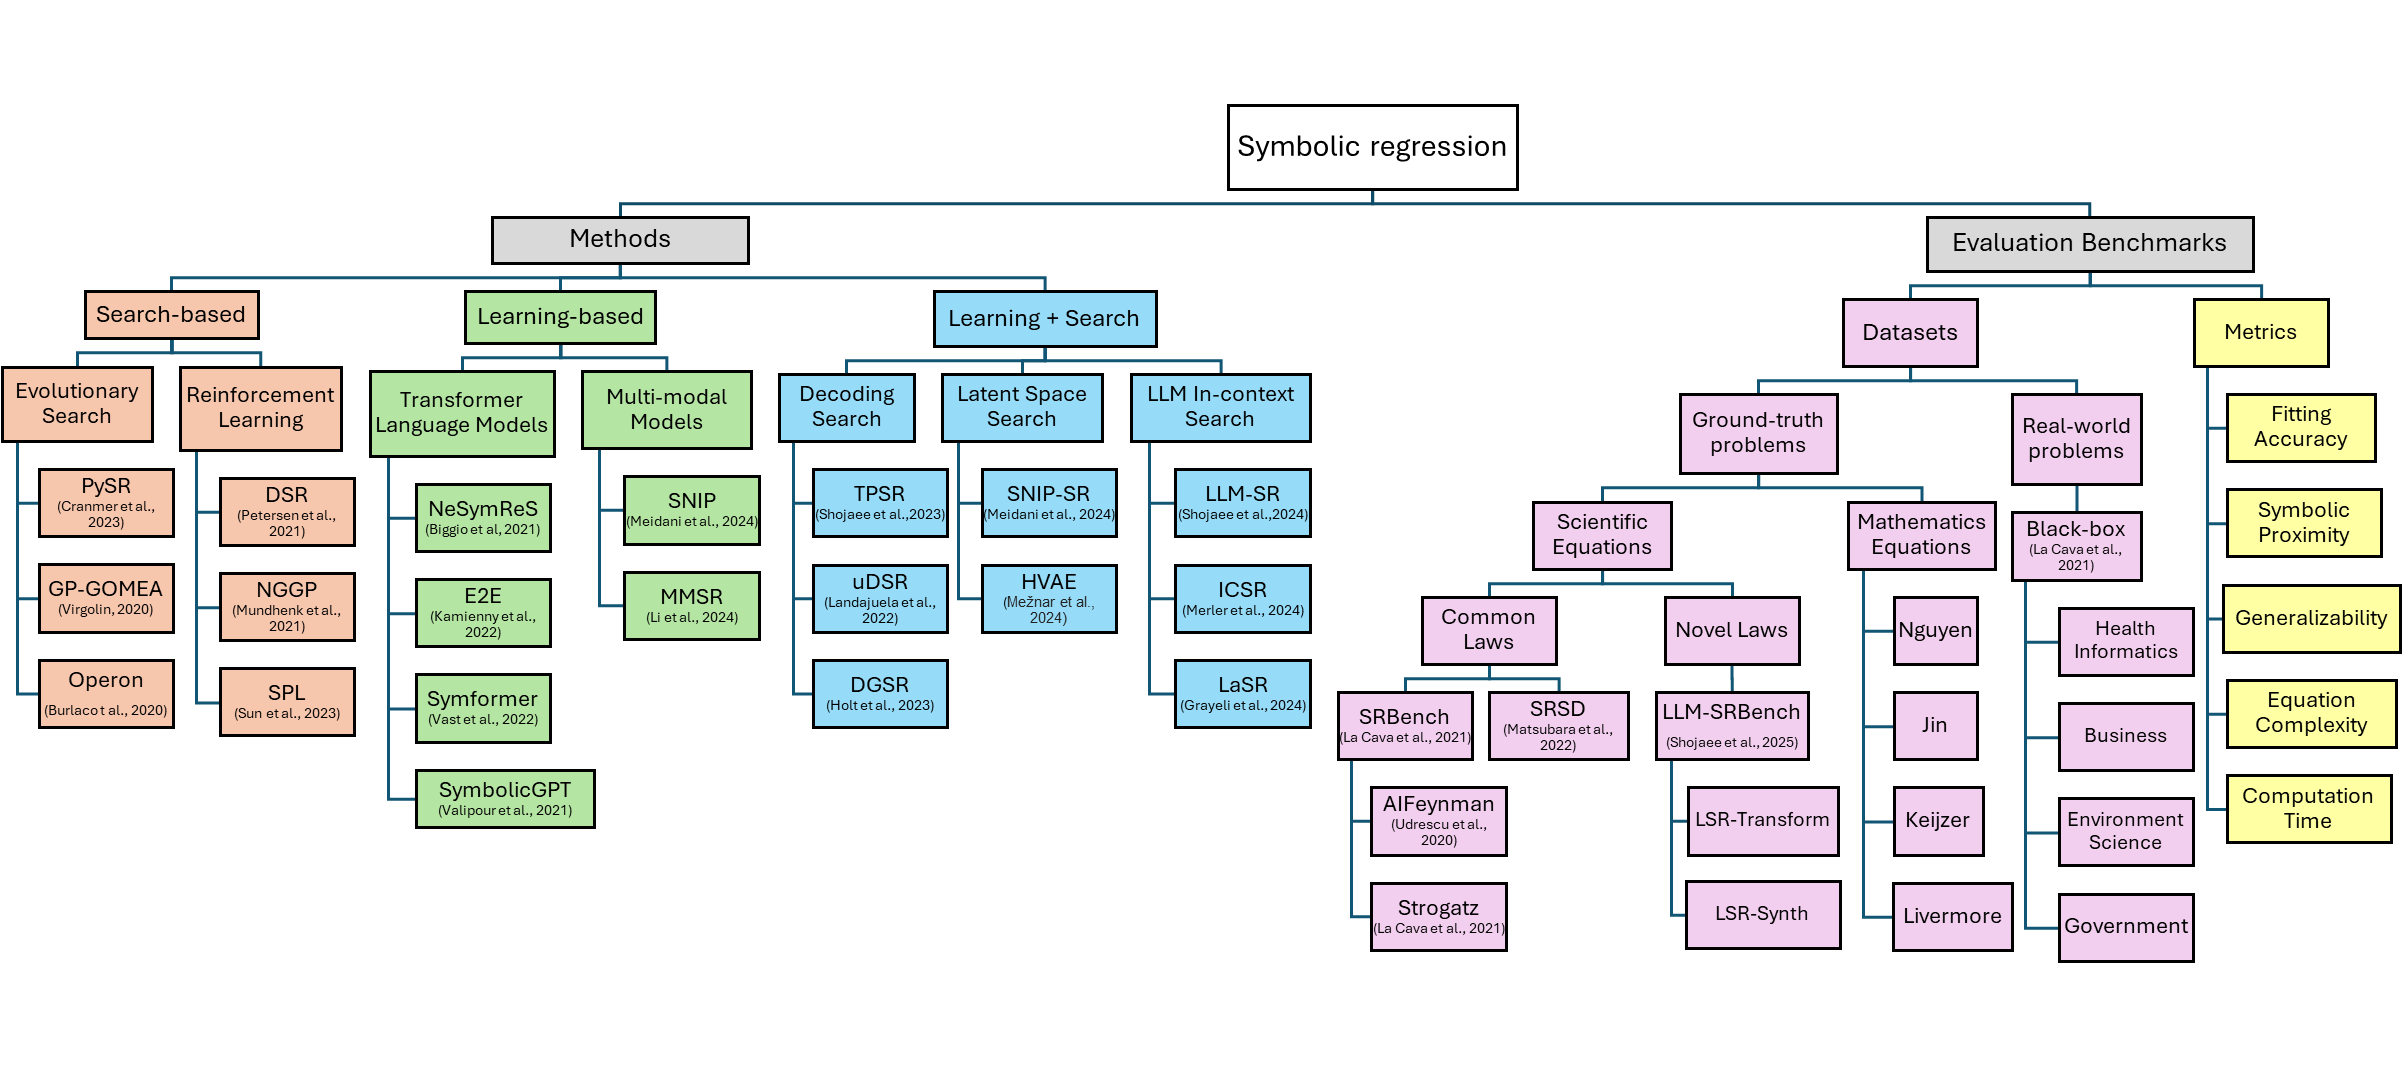 Symbolic regression
Methods
Evaluation Benchmarks
Search-based
Learning-based
Learning + Search
Datasets
Metrics
Evolutionary
Search
Reinforcement
Learning
Transformer
Language Models
Multi-modal
Models
Decoding
Search
Latent Space
Search
LLM In-context
Search
PySR
(Cranmer et al.,
2023)
GP-GOMEA
(Virgolin, 2020)
Operon
(Burlaco t al., 2020)
DSR
(Petersen et al.,
2021)
NGGP
(Mundhenk et al.,
2021)
SPL
(Sun et al., 2023)
NeSymReS
(Biggio et al, 2021)
E2E
(Kamienny et al.,
2022)
Symformer
(Vast et al., 2022)
SymbolicGPT
(Valipour et al., 2021)
SNIP
(Meidani et al., 2024)
MMSR
(Li et al., 2024)
TPSR
(Shojaee et al.,2023)
uDSR
(Landajuela et al.,
2022)
DGSR
(Holt et al., 2023)
SNIP-SR
(Meidani et al., 2024)
HVAE
(Mežnar et al.,
2024)
LLM-SR
(Shojaee et al.,2024)
ICSR
(Merler et al., 2024)
LaSR
(Grayeli et al., 2024)
Ground-truth
problems
Real-world
problems
Scientific
Equations
Mathematics
Equations
Black-box
(La Cava et al.,
2021)
Common
Laws
Novel Laws
SRBench
(La Cava et al., 2021)
SRSD
(Matsubara et al.,
2022)
LLM-SRBench
(Shojaee et al., 2025)
AIFeynman
(Udrescu et al.,
2020)
Strogatz
(La Cava et al., 2021)
LSR-Transform
LSR-Synth
Nguyen
Jin
Keijzer
Livermore
Health
Informatics
Business
Environment
Science
Government
Fitting
Accuracy
Symbolic
Proximity
Generalizability
Equation
Complexity
Computation
Time